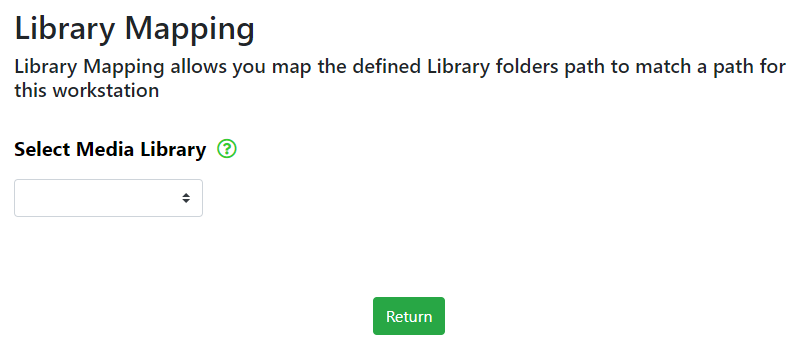 Library Mapping
Library Mapping allows you map the defined Library folders path to match a path for
this workstation
Select Media Library ?
Return